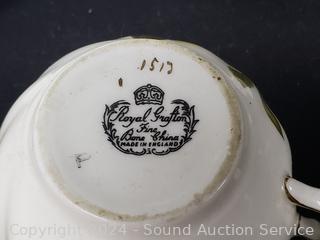 1513
Royal Grafton
Fine
Bone China
MADE IN ENGLAND
Copyright 2024 - Sound Auction Service